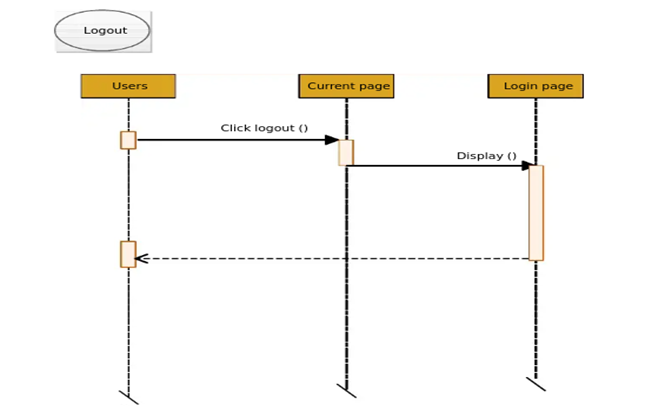 Logout
Users
Current page
Login page
Click logout ()
Display ()